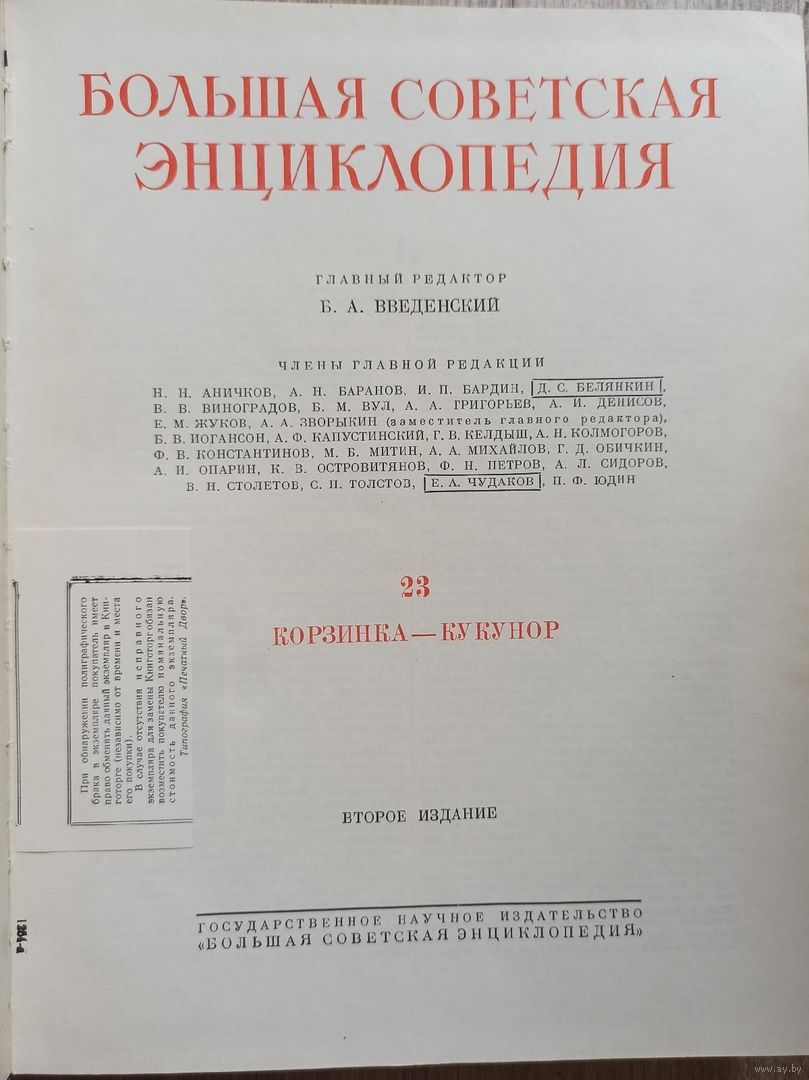 БОЛЬШАЯ СОВЕТСКАЯ
ЭНЦИКЛОПЕДИЯ
ГЛАВНЫЙ РЕДАКТОР
Б. А. ВВЕДЕНСКИЙ
ЧЛЕНЫ ГЛАВНОЙ РЕДАКЦИИ
Н. Н. АНИЧКОВ, А. Н. БАРАНОВ, И. П. БАРДИН, Д. С. БЕЛЯНКИН,
В. В. ВИНОГРАДОВ, Б. М. ВУЛ, А. А. ГРИГОРЬЕВ, А. И. ДЕНИСОВ,
Е. М. ЖУКОВ, А. А. ЗВОРЫКИН (заместитель главного редактора),
Б. В. ИОГАНСОН, А. Ф. КАПУСТИНСКИЙ, Г. В. КЕЛДЫШ, А. Н. КОЛМОГОРОВ,
Ф. В. КОНСТАНТИНОВ, М. Б. МИТИН, А. А. МИХАЙЛОВ, Г. Д. ОБИЧКИН,
А. И. ОПАРИН, К. В. ОСТРОВИТЯНОВ, Ф. Н. ПЕТРОВ, А. Л. СИДОРОВ,
В. Н. СТОЛЕТОВ, С. П. ТОЛСТОВ, Е. А. ЧУДАКОВ, П. Ф. ЮДИН
23
КОРЗИНКА—КУКУНОР
При обнаружении полиграфического
брака в экземпляре покупатель имеет
право обменять данный экземпляр в Кни-
готорге (независимо от времени и места
его покупки).
В случае отсутствия исправного
экземпляра для замены Книготорг обязан
возместить покупателю номинальную
стоимость данного экземпляра.
Типография «Печатный Двор».
ВТОРОЕ ИЗДАНИЕ
ГОСУДАРСТВЕННОЕ НАУЧНОЕ ИЗДАТЕЛЬСТВО
«БОЛЬШАЯ СОВЕТСКАЯ ЭНЦИКЛОПЕДИЯ»
www.ay.by